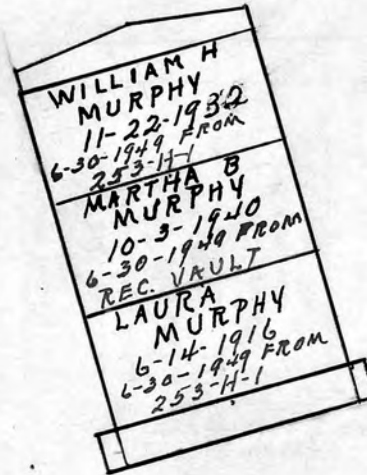 WILLIAM H
MURPHY
11-22-1932
6-30-1949 FROM
253-H-1
MARTHA B
MURPHY
10-3-1940
6-30-1949 FROM
REC. VAULT
LAURA
MURPHY
6-14-1916
6-30-1949 FROM
253-H-1